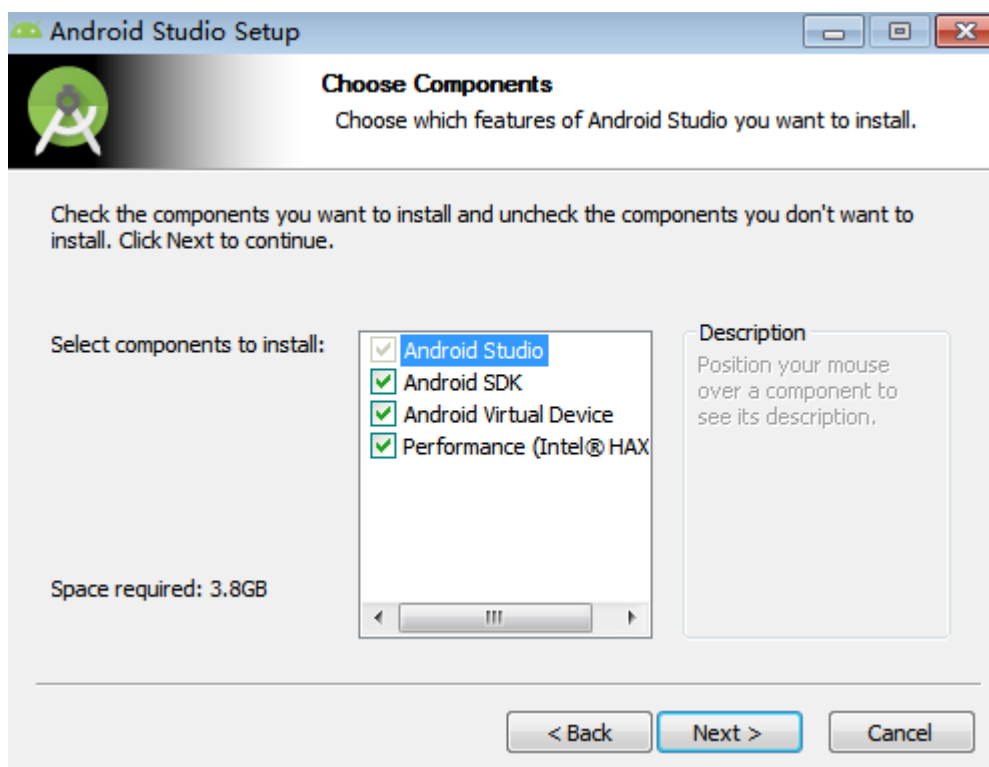 Android Studio Setup
Choose Components
Choose which features of Android Studio you want to install.
Check the components you want to install and uncheck the components you don't want to
install. Click Next to continue.
Select components to install:
Android Studio
Android SDK
Android Virtual Device
Performance (Intel® HAX
Description
Position your mouse
over a component to
see its description.
Space required: 3.8GB
< Back
Next >
Cancel